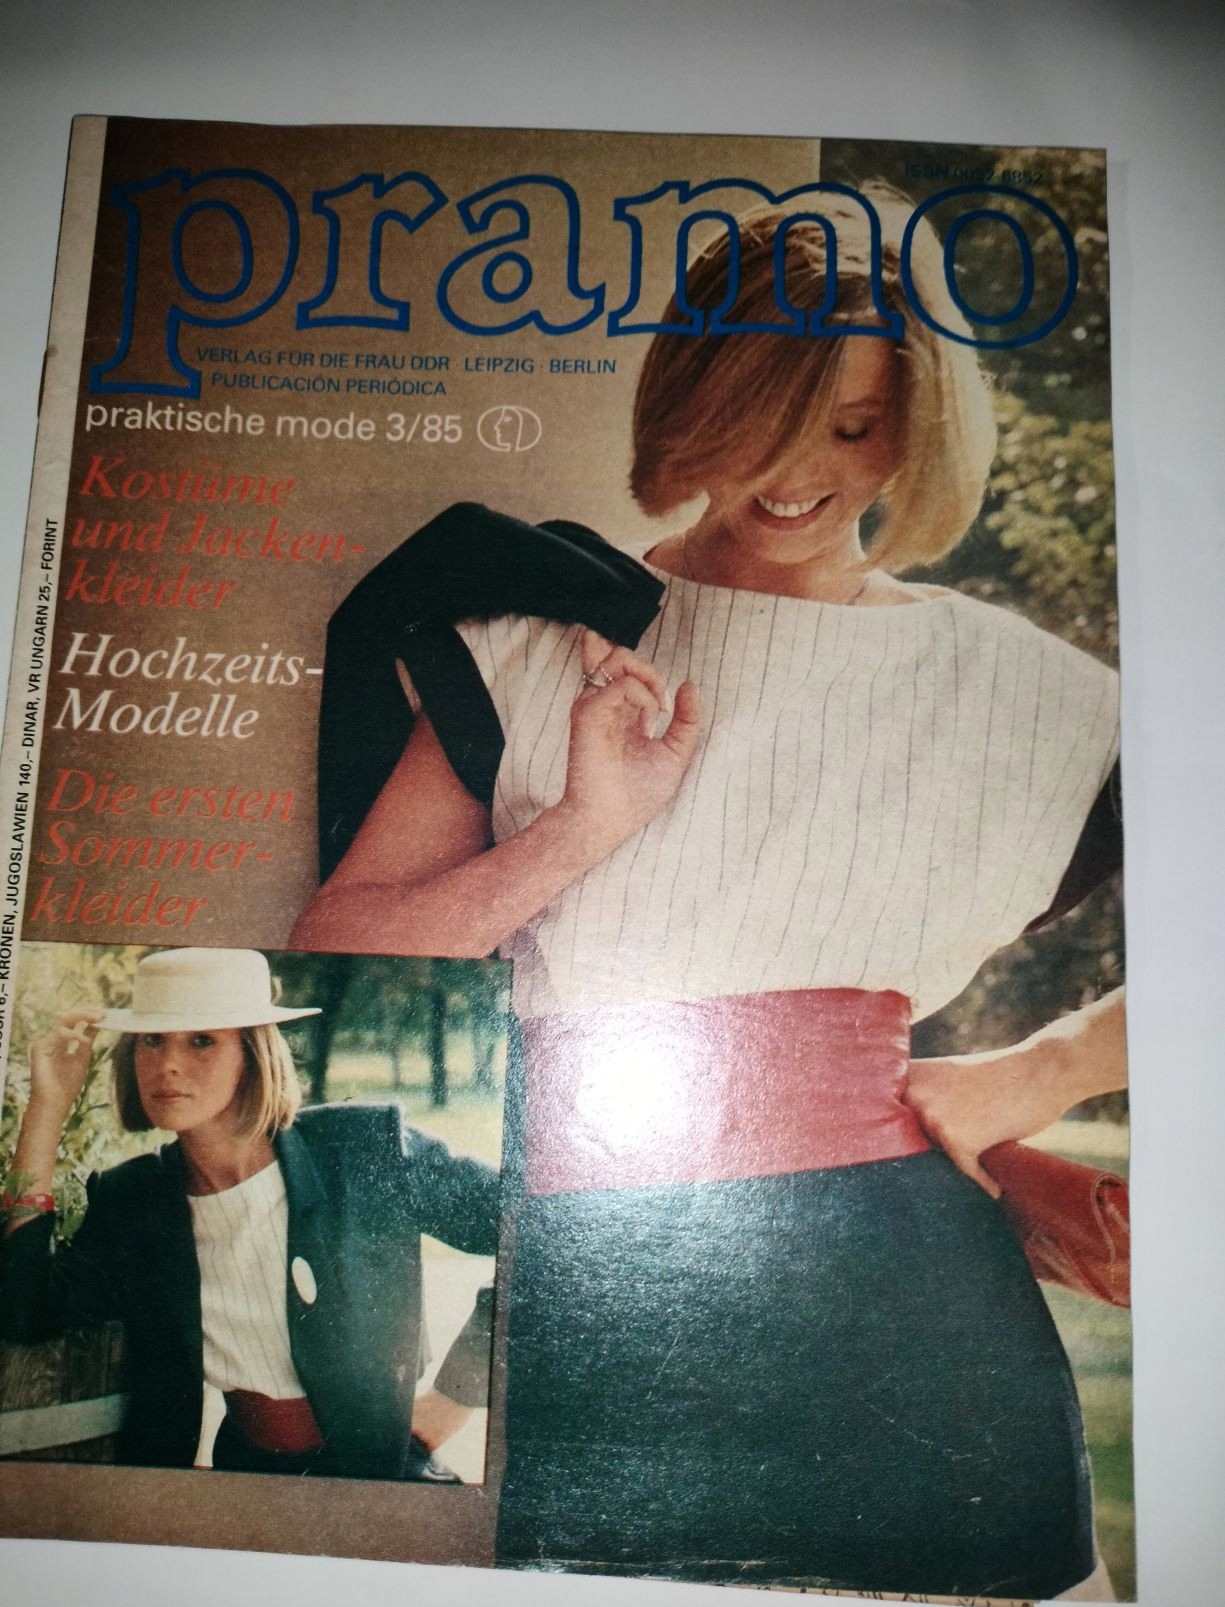 pramo
ISSN 0032-6852
VERLAG FÜR DIE FRAU DDR LEIPZIG · BERLIN
PUBLICACIÓN PERIÓDICA
praktische mode 3/85
Kostüme
und Jacken-
kleider
Hochzeits-
Modelle
Die ersten
Sommer-
kleider
6,– KRONEN, JUGOSLAWIEN 140,– DINAR, VR UNGARN 25,– FORINT